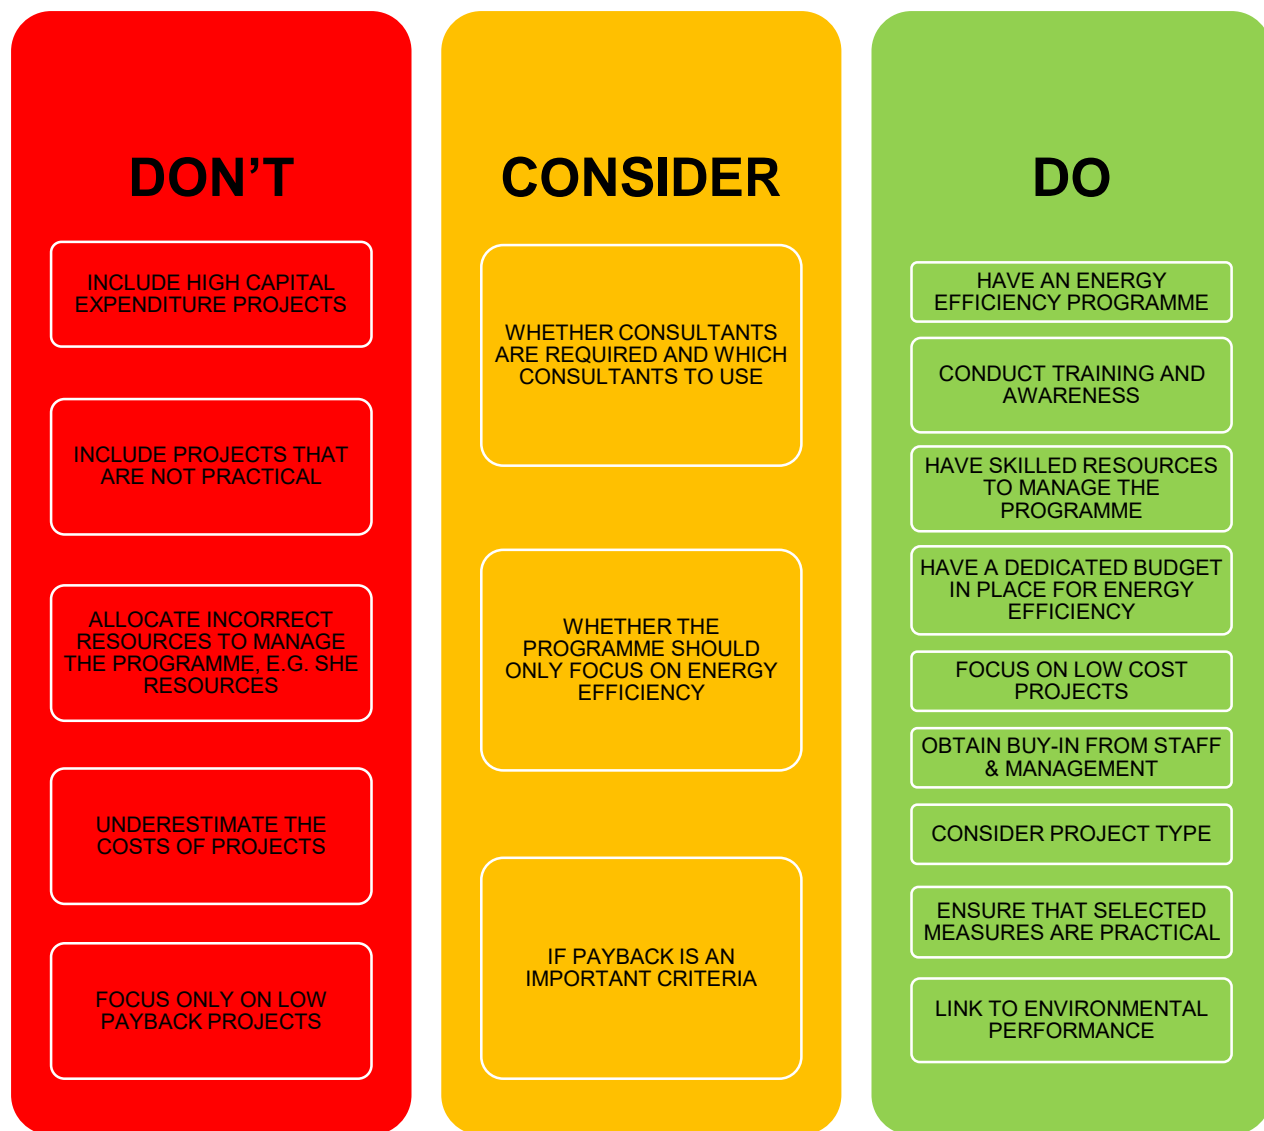 DON'T
INCLUDE HIGH CAPITAL
EXPENDITURE PROJECTS
INCLUDE PROJECTS THAT
ARE NOT PRACTICAL
ALLOCATE INCORRECT
RESOURCES TO MANAGE
THE PROGRAMME, E.G. SHE
RESOURCES
UNDERESTIMATE THE
COSTS OF PROJECTS
FOCUS ONLY ON LOW
PAYBACK PROJECTS
CONSIDER
WHETHER CONSULTANTS
ARE REQUIRED AND WHICH
CONSULTANTS TO USE
WHETHER THE
PROGRAMME SHOULD
ONLY FOCUS ON ENERGY
EFFICIENCY
IF PAYBACK IS AN
IMPORTANT CRITERIA
DO
HAVE AN ENERGY
EFFICIENCY PROGRAMME
CONDUCT TRAINING AND
AWARENESS
HAVE SKILLED RESOURCES
TO MANAGE THE
PROGRAMME
HAVE A DEDICATED BUDGET
IN PLACE FOR ENERGY
EFFICIENCY
FOCUS ON LOW COST
PROJECTS
OBTAIN BUY-IN FROM STAFF
& MANAGEMENT
CONSIDER PROJECT TYPE
ENSURE THAT SELECTED
MEASURES ARE PRACTICAL
LINK TO ENVIRONMENTAL
PERFORMANCE